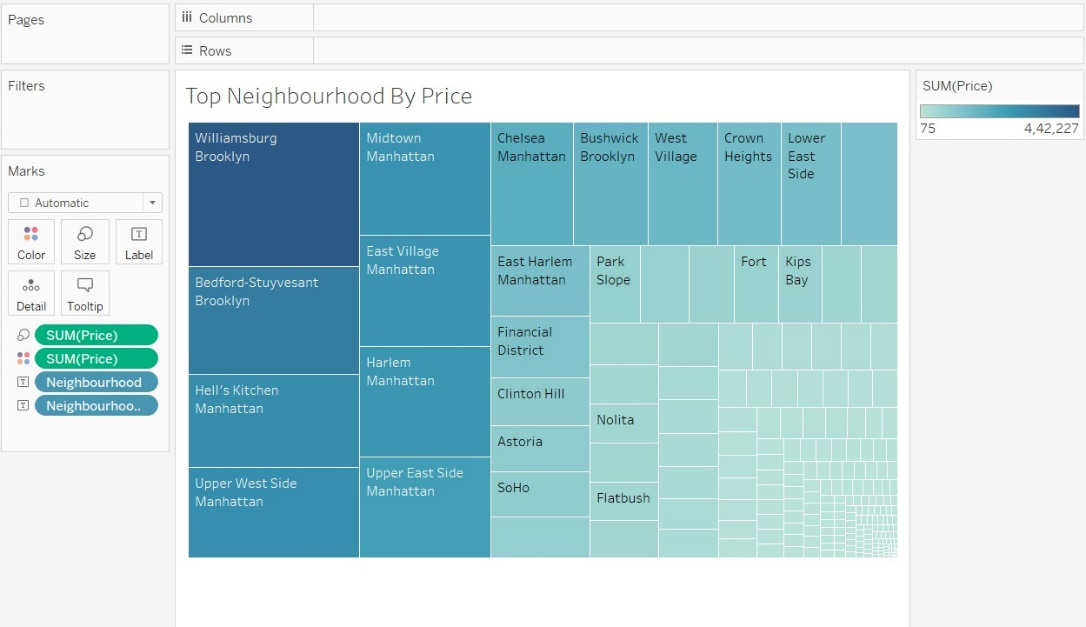 Pages
Columns
Rows
Filters
Marks
Automatic
Color
Size
Label
Detail
Tooltip
SUM(Price)
SUM(Price)
Neighbourhood
Neighbourhoo..
Top Neighbourhood By Price
Williamsburg
Brooklyn
Bedford-Stuyvesant
Brooklyn
Hell's Kitchen
Manhattan
Upper West Side
Manhattan
Midtown
Manhattan
East Village
Manhattan
Harlem
Manhattan
Upper East Side
Manhattan
Chelsea
Manhattan
Bushwick
Brooklyn
West
Village
Crown
Heights
Lower
East
Side
East Harlem
Manhattan
Park
Slope
Fort
Kips
Bay
Financial
District
Clinton Hill
Astoria
SoHo
Nolita
Flatbush
SUM(Price)
75
4,42,227